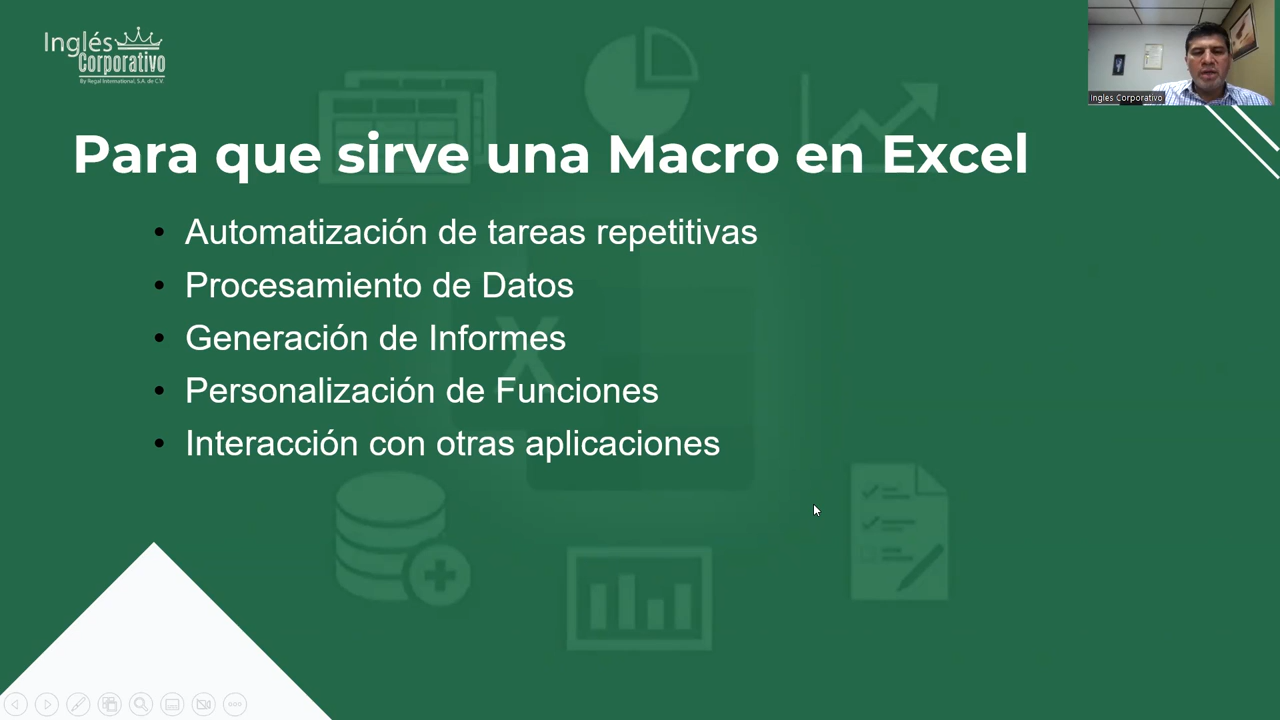 Inglés
Corporativo
By Regal International, S.A. de C.V.
Ingles Corporativo
Para que sirve una Macro en Excel
• Automatización de tareas repetitivas
• Procesamiento de Datos
• Generación de Informes
• Personalización de Funciones
• Interacción con otras aplicaciones
X